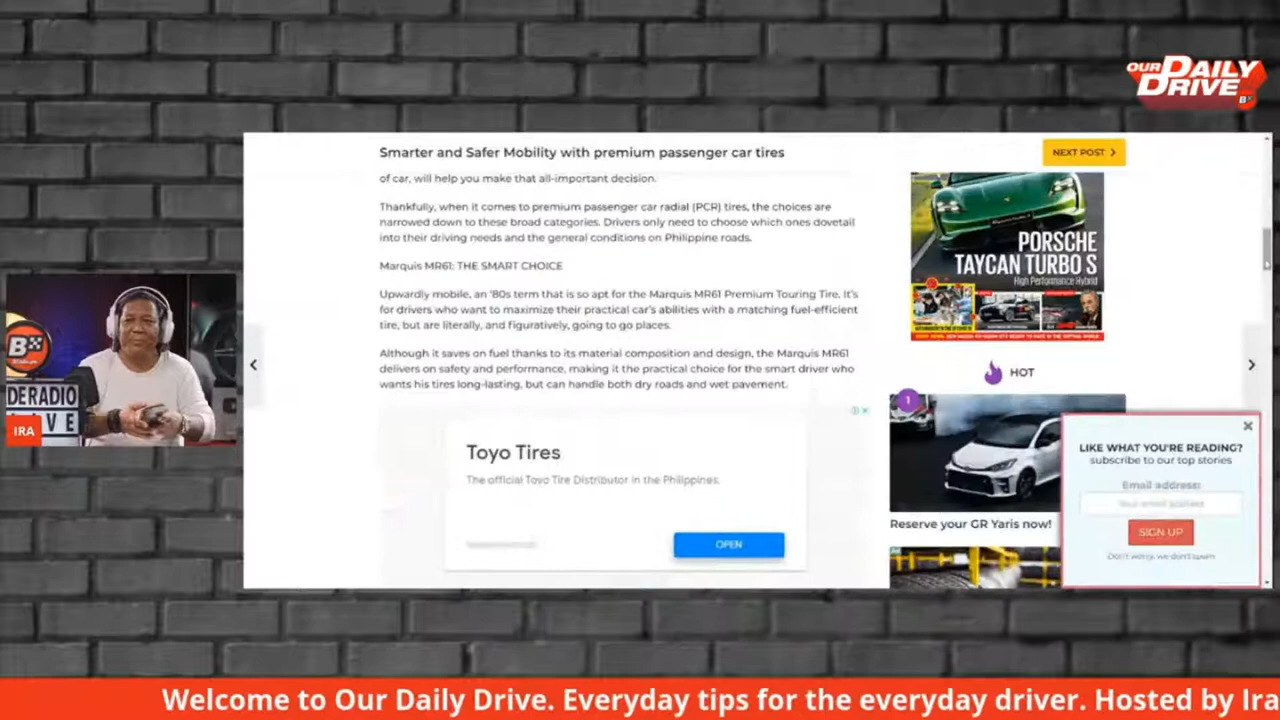 OUR DAILY DRIVE
Smarter and Safer Mobility with premium passenger car tires
NEXT POST
of car, will help you make that all-important decision.
Thankfully, when it comes to premium passenger car radial (PCR) tires, the choices are
narrowed down to these broad categories. Drivers only need to choose which ones dovetail
into their driving needs and the general conditions on Philippine roads.
Marquis MR61: THE SMART CHOICE
Upwardly mobile, an '80s term that is so apt for the Marquis MR61 Premium Touring Tire. It's
for drivers who want to maximize their practical car's abilities with a matching fuel-efficient
tire, but are literally, and figuratively, going to go places.
Although it saves on fuel thanks to its material composition and design, the Marquis MR61
delivers on safety and performance, making it the practical choice for the smart driver who
wants his tires long-lasting, but can handle both dry roads and wet pavement.
Toyo Tires
The official Toyo Tire Distributor in the Philippines.
OPEN
PORSCHE
TAYCAN TURBO S
High Performance Hybrid
HOT
1
Reserve your GR Yaris now!
LIKE WHAT YOU'RE READING?
subscribe to our top stories
Email address:
Your email address
SIGN UP
Don't worry, we don't spam
DERADIO
IVE
IRA
Welcome to Our Daily Drive. Everyday tips for the everyday driver. Hosted by Ira